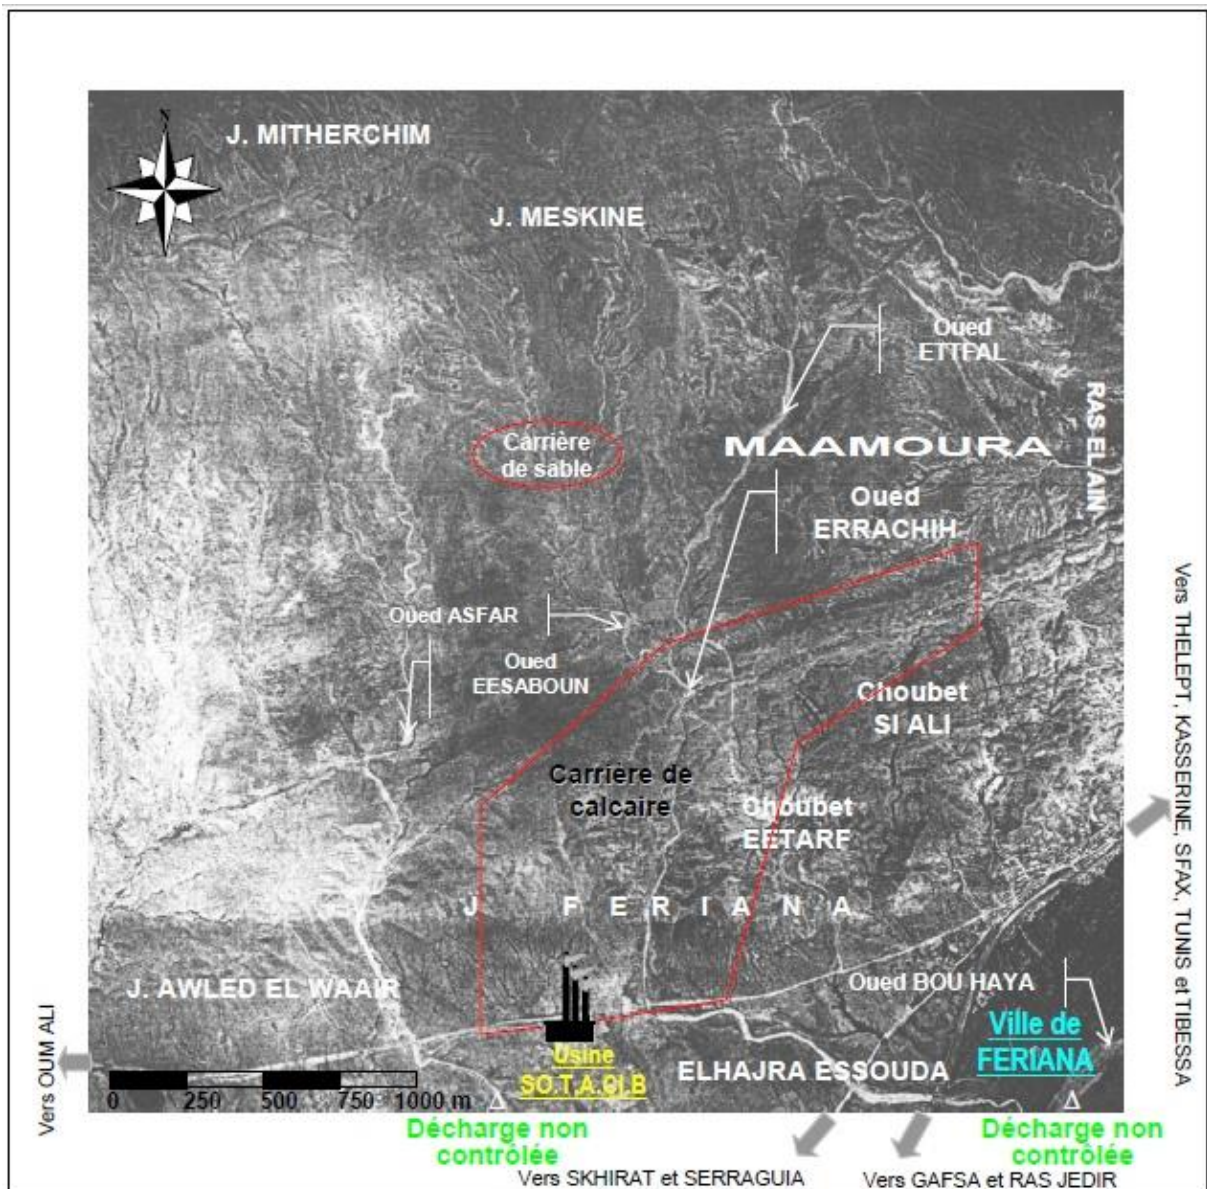 N
J. MITHERCHIM
J. MESKINE
Oued
ETTFAL
RAS EL AIN
MAAMOURA
Carrière
de sable
Oued
ERRACHIH
Oued ASFAR
Oued
EESABOUN
Choubet
SI ALI
Carrière de
calcaire
Choubet
EETARF
J FERIANA
Vers THELEPT, KASSERINE, SFAX, TUNIS et TIBESSA
J. AWLED EL WAAIR
Oued BOU HAYA
Ville de
FERIANA
Usine
SO.T.A.CI.B
ELHAJRA ESSOUDA
Vers OUM ALI
0 250 500 750 1000 m
Décharge non
contrôlée
Décharge non
contrôlée
Vers SKHIRAT et SERRAGUIA
Vers GAFSA et RAS JEDIR